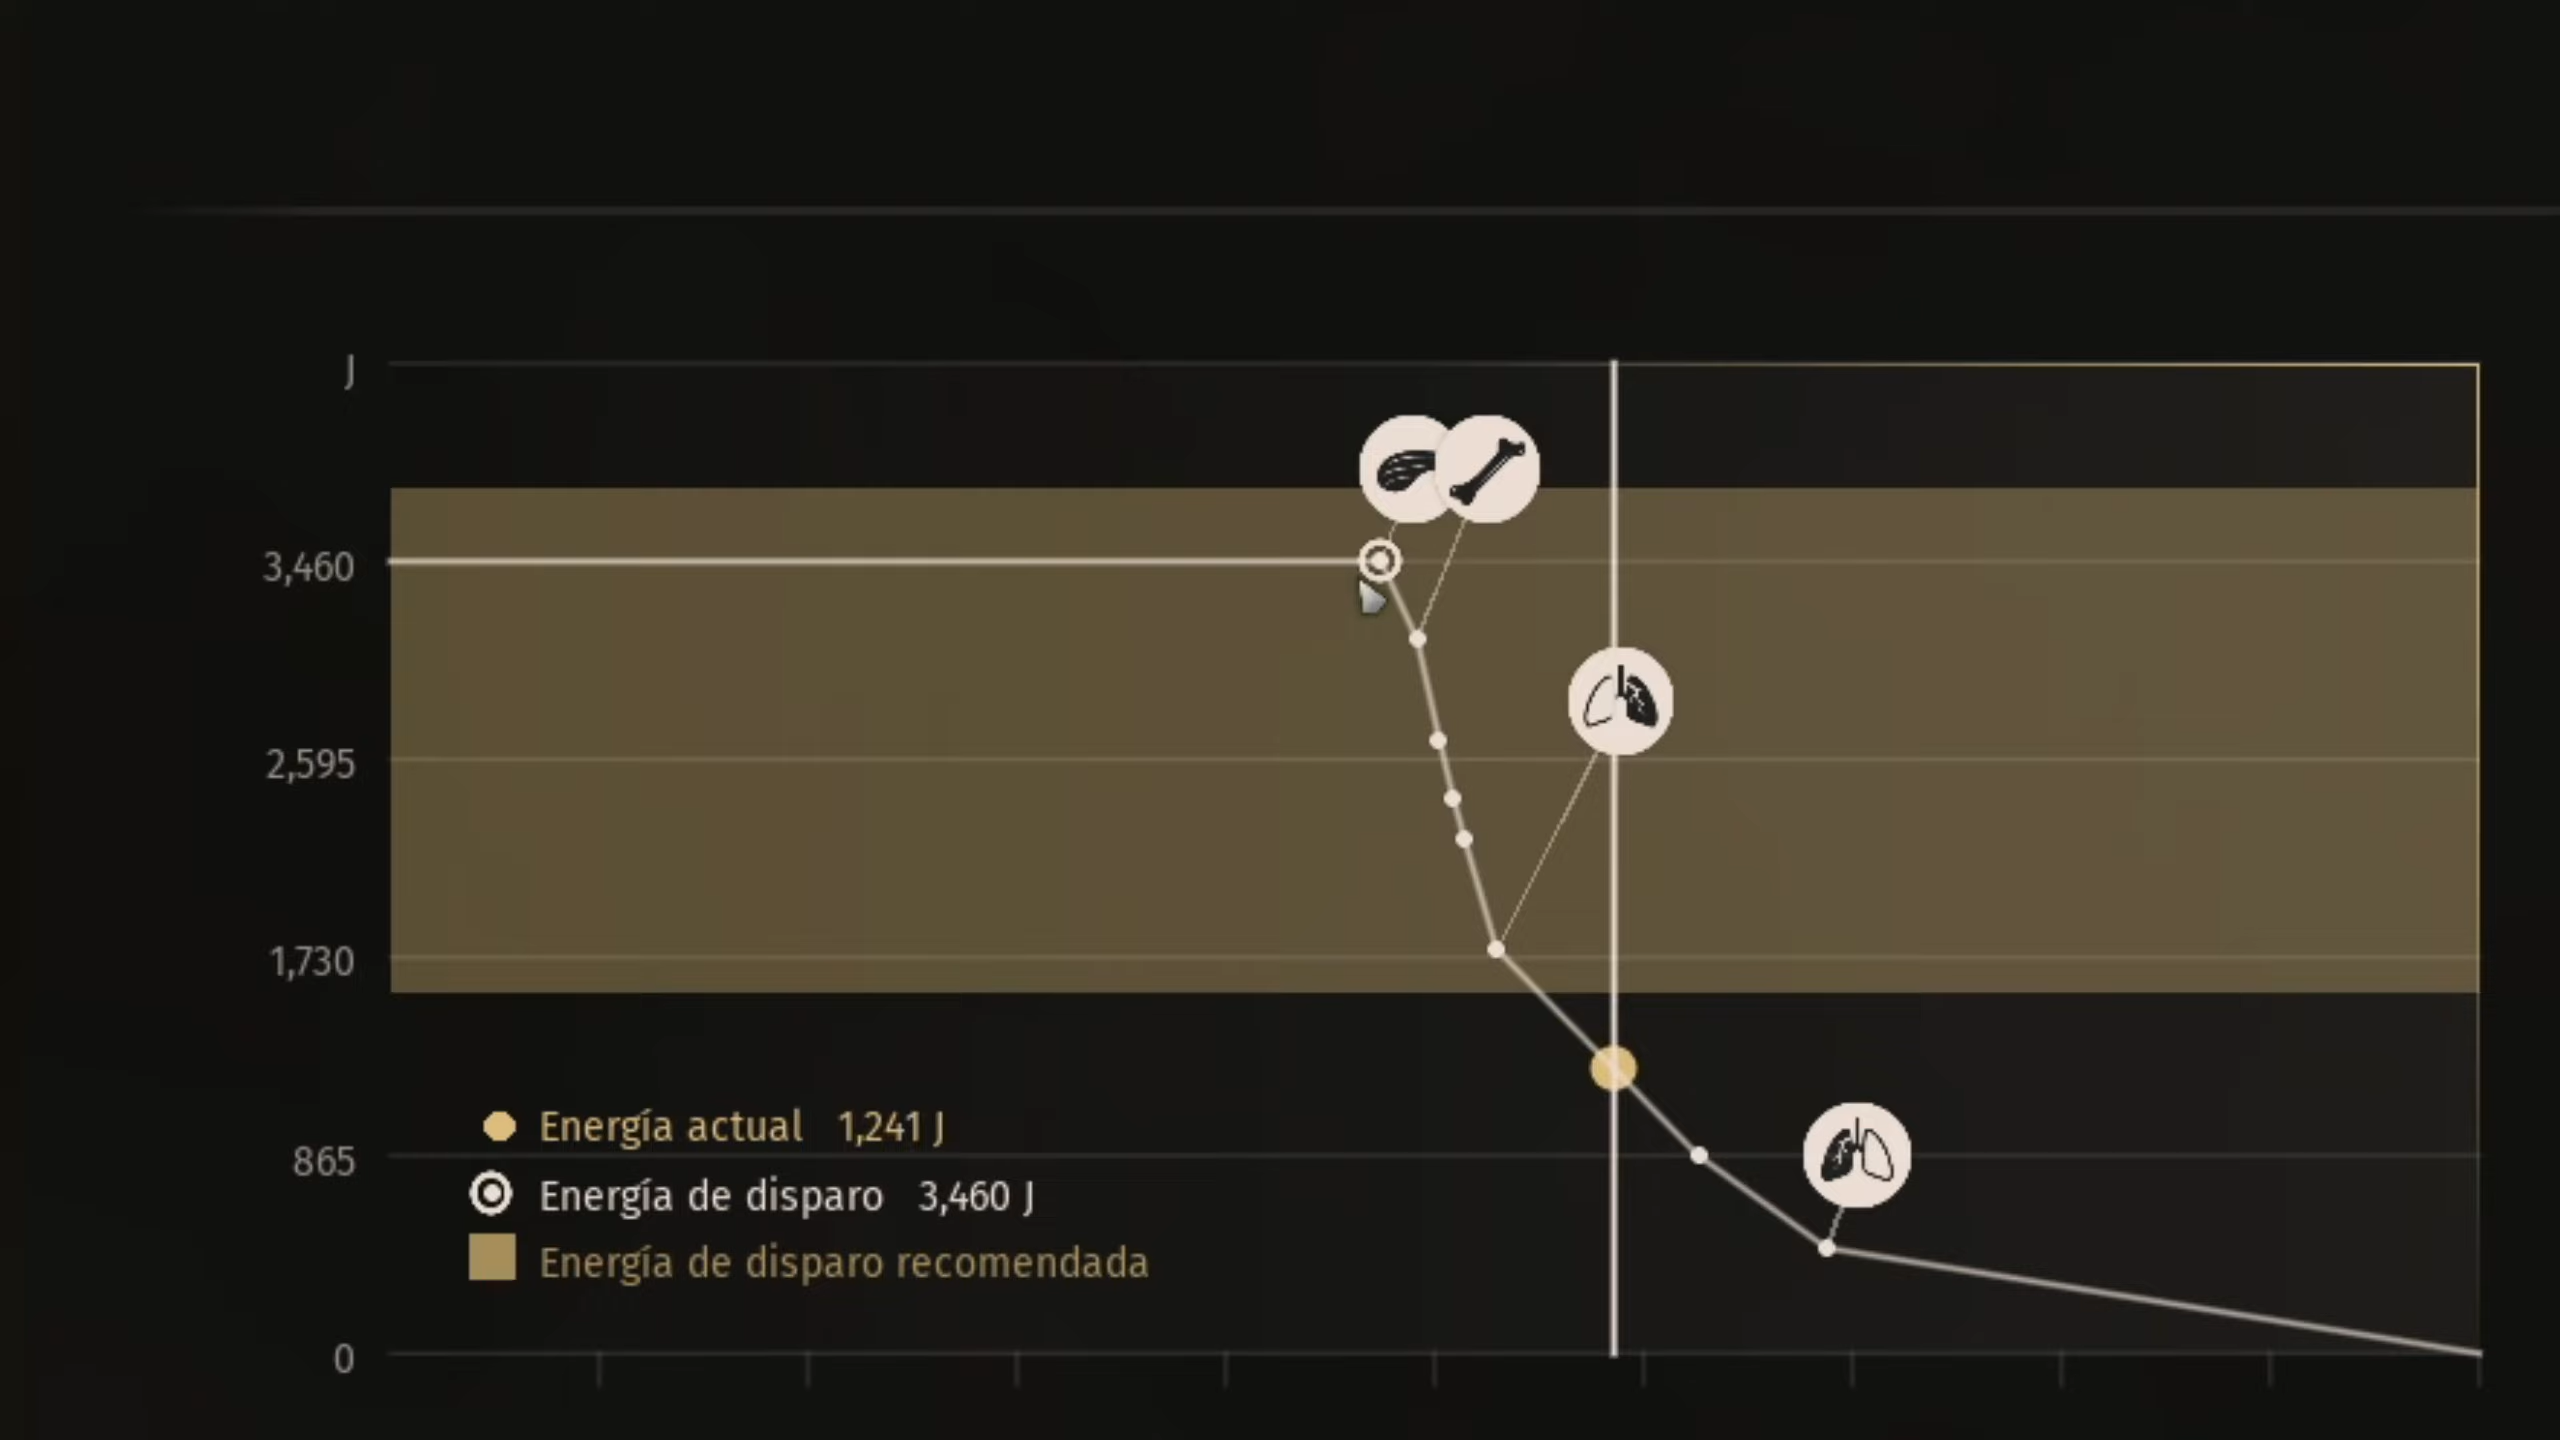 J
3,460
2,595
1,730
865
0
Energía actual 1,241 J
Energía de disparo 3,460 J
Energía de disparo recomendada